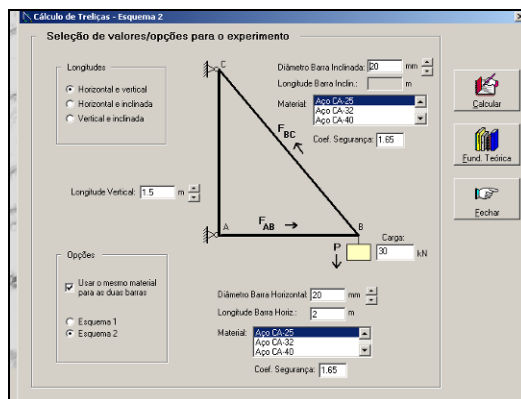 Cálculo de Treliças - Esquema 2
Seleção de valores/opções para o experimento
Longitudes
Horizontal e vertical
Horizontal e inclinada
Vertical e inclinada
C
Diâmetro Barra Inclinada: 20 mm
Longitude Barra Inclin.: m
Material: Aço CA-25
Aço CA-32
Aço CA-40
Coef. Segurança: 1.65
Calcular
Fund. Teórica
Fechar
F BC
Longitude Vertical: 1.5 m
A
F AB
B
P
Carga:
30 kN
Opções
Usar o mesmo material
para as duas barras
Esquema 1
Esquema 2
Diâmetro Barra Horizontal: 20 mm
Longitude Barra Horiz.: 2 m
Material: Aço CA-25
Aço CA-32
Aço CA-40
Coef. Segurança: 1.65